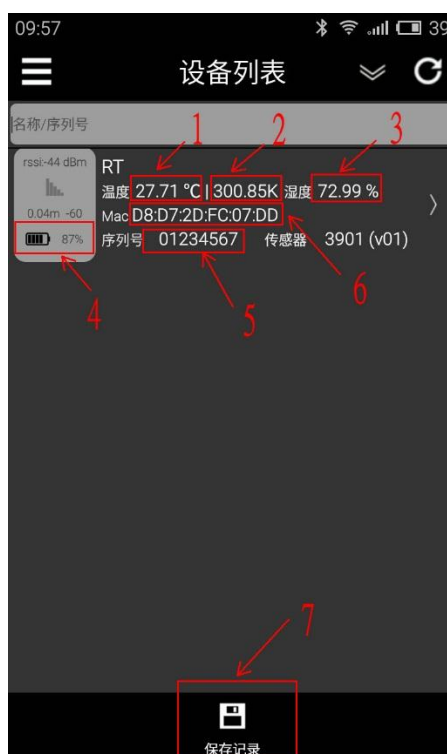 09:57 39
设备列表
名称/序列号
1 2 3
rssi:-44 dBm RT
温度 27.71 ℃ | 300.85K 湿度 72.99 %
0.04m -60 Mac D8:D7:2D:FC:07:DD
87% 序列号 01234567 传感器 3901 (v01)
4 5 6
7
保存记录